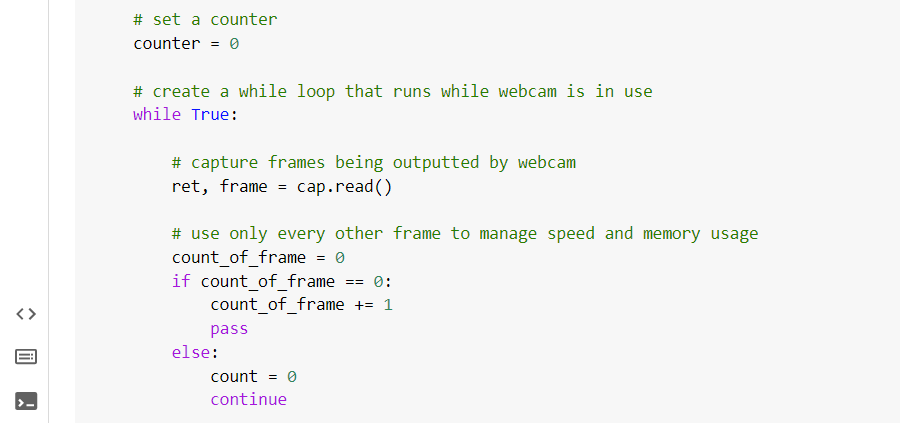 # set a counter
counter = 0
# create a while loop that runs while webcam is in use
while True:
# capture frames being outputted by webcam
ret, frame = cap.read()
# use only every other frame to manage speed and memory usage
count_of_frame = 0
if count_of_frame == 0:
count_of_frame += 1
pass
else:
count = 0
continue